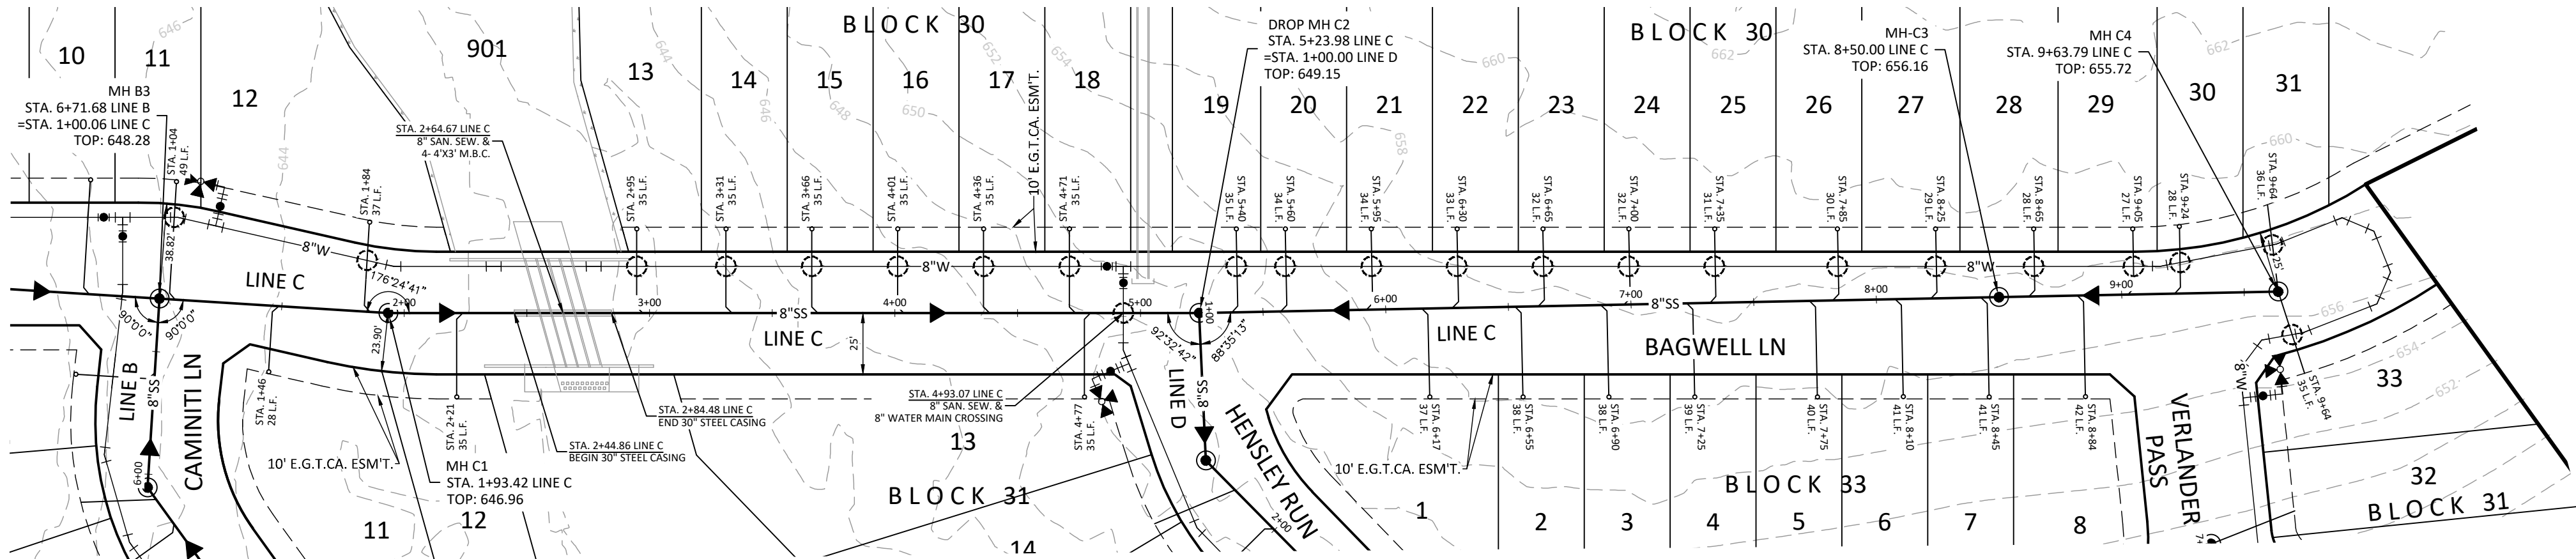 BLOCK 30
BLOCK 30
10
11
12
901
13
14
15
16
17
18
19
20
21
22
23
24
25
26
27
28
29
30
31
646
644
644
646
648
650
652
654
658
660
662
662
660
656
654
652
MH B3
STA. 6+71.68 LINE B
=STA. 1+00.06 LINE C
TOP: 648.28
STA. 2+64.67 LINE C
8" SAN. SEW. &
4- 4'X3' M.B.C.
DROP MH C2
STA. 5+23.98 LINE C
=STA. 1+00.00 LINE D
TOP: 649.15
MH-C3
STA. 8+50.00 LINE C
TOP: 656.16
MH C4
STA. 9+63.79 LINE C
TOP: 655.72
10' E.G.T.CA. ESM'T.
STA. 1+04
49 L.F.
STA. 1+84
37 L.F.
STA. 2+95
35 L.F.
STA. 3+31
35 L.F.
STA. 3+66
35 L.F.
STA. 4+01
35 L.F.
STA. 4+36
35 L.F.
STA. 4+71
35 L.F.
STA. 5+40
35 L.F.
STA. 5+60
34 L.F.
STA. 5+95
34 L.F.
STA. 6+30
33 L.F.
STA. 6+65
32 L.F.
STA. 7+00
32 L.F.
STA. 7+35
31 L.F.
STA. 7+85
30 L.F.
STA. 8+25
29 L.F.
STA. 8+65
28 L.F.
STA. 9+05
27 L.F.
STA. 9+24
28 L.F.
STA. 9+64
36 L.F.
38.82'
8"W
8"W
8"W
25'
LINE C
176°24'41"
2+00
3+00
4+00
5+00
1+00
6+00
7+00
8+00
9+00
8"SS
8"SS
90°0'0"
90°0'0"
23.90'
LINE C
25'
92°32'42"
88°35'13"
LINE C
BAGWELL LN
LINE B
8"SS
CAMINITI LN
6+00
STA. 1+46
28 L.F.
STA. 2+21
35 L.F.
STA. 2+84.48 LINE C
END 30" STEEL CASING
STA. 2+44.86 LINE C
BEGIN 30" STEEL CASING
STA. 4+93.07 LINE C
8" SAN. SEW. &
8" WATER MAIN CROSSING
STA. 4+77
35 L.F.
LINE D
8"SS
HENSLEY RUN
2+00
STA. 6+17
37 L.F.
STA. 6+55
38 L.F.
STA. 6+90
38 L.F.
STA. 7+25
39 L.F.
STA. 7+75
40 L.F.
STA. 8+10
41 L.F.
STA. 8+45
41 L.F.
STA. 8+84
42 L.F.
VERLANDER
PASS
8"W
STA. 9+64
35 L.F.
10' E.G.T.CA. ESM'T.
MH C1
STA. 1+93.42 LINE C
TOP: 646.96
10' E.G.T.CA. ESM'T.
11
12
13
BLOCK 31
14
1
2
3
4
5
6
7
8
BLOCK 33
33
32
BLOCK 31